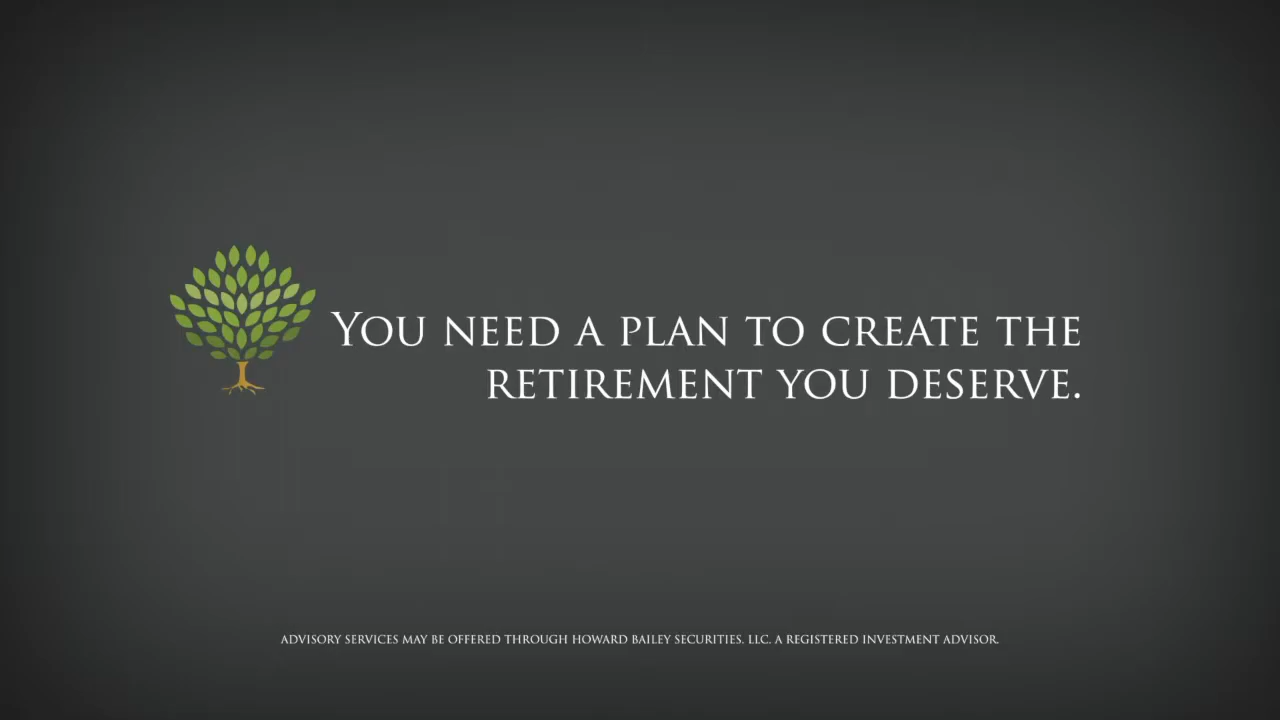 You need a plan to create the
retirement you deserve.
ADVISORY SERVICES MAY BE OFFERED THROUGH HOWARD BAILEY SECURITIES, LLC. A REGISTERED INVESTMENT ADVISOR.